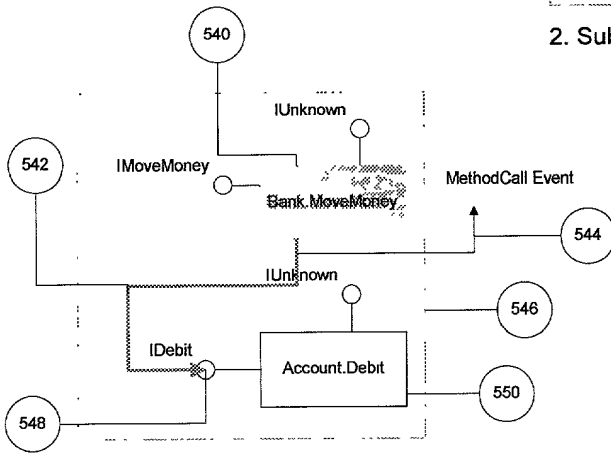 540
2. Sub
IUnknown
542
IMoveMoney
MethodCall Event
Bank.MoveMoney
544
IUnknown
546
IDebit
Account.Debit
550
548